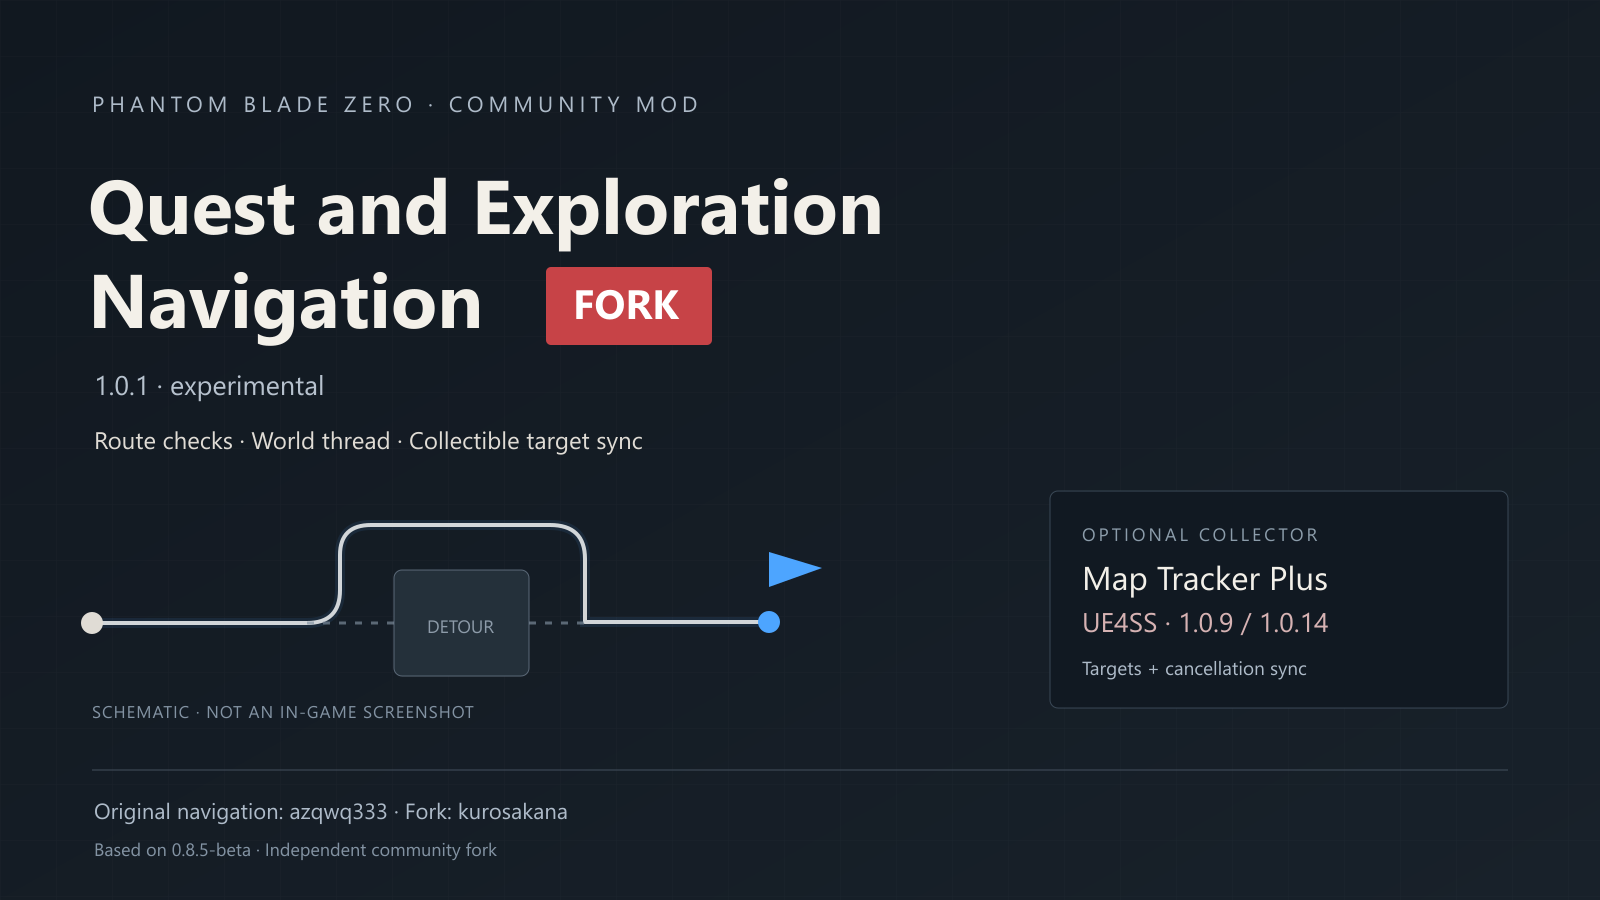 PHANTOM BLADE ZERO · COMMUNITY MOD
Quest and Exploration
Navigation FORK
1.0.1 · experimental
Route checks · World thread · Collectible target sync
DETOUR
SCHEMATIC · NOT AN IN-GAME SCREENSHOT
OPTIONAL COLLECTOR
Map Tracker Plus
UE4SS · 1.0.9 / 1.0.14
Targets + cancellation sync
Original navigation: azqwq333 · Fork: kurosakana
Based on 0.8.5-beta · Independent community fork